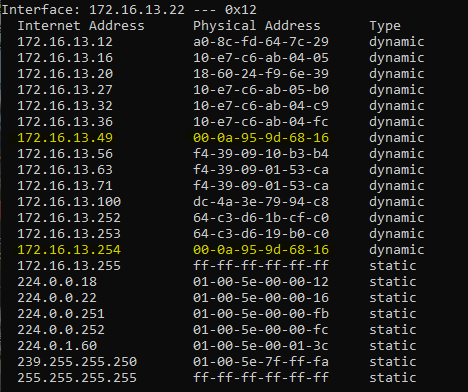 Interface: 172.16.13.22 --- 0x12
Internet Address Physical Address Type
172.16.13.12 a0-8c-fd-64-7c-29 dynamic
172.16.13.16 10-e7-c6-ab-04-05 dynamic
172.16.13.20 18-60-24-f9-6e-39 dynamic
172.16.13.27 10-e7-c6-ab-05-b0 dynamic
172.16.13.32 10-e7-c6-ab-04-c9 dynamic
172.16.13.36 10-e7-c6-ab-04-fc dynamic
172.16.13.49 00-0a-95-9d-68-16 dynamic
172.16.13.56 f4-39-09-10-b3-b4 dynamic
172.16.13.63 f4-39-09-01-53-ca dynamic
172.16.13.71 f4-39-09-01-53-ca dynamic
172.16.13.100 dc-4a-3e-79-94-c8 dynamic
172.16.13.252 64-c3-d6-1b-cf-c0 dynamic
172.16.13.253 64-c3-d6-19-b0-c0 dynamic
172.16.13.254 00-0a-95-9d-68-16 dynamic
172.16.13.255 ff-ff-ff-ff-ff-ff static
224.0.0.18 01-00-5e-00-00-12 static
224.0.0.22 01-00-5e-00-00-16 static
224.0.0.251 01-00-5e-00-00-fb static
224.0.0.252 01-00-5e-00-00-fc static
224.0.1.60 01-00-5e-00-01-3c static
239.255.255.250 01-00-5e-7f-ff-fa static
255.255.255.255 ff-ff-ff-ff-ff-ff static